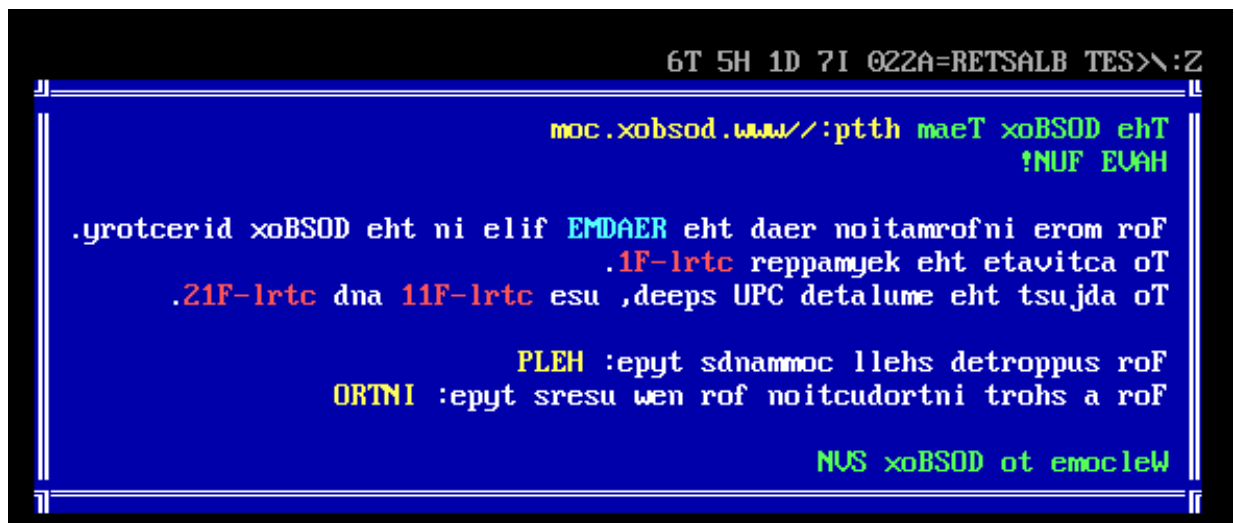 6T 5H 1D 7I 022A=RETSALB TES>\:Z
moc.xobsod.www//:ptth maeT xoBSOD ehT
!NUF EVAH
.yrotcerid xoBSOD eht ni elif EMDAER eht daer noitamrofni erom roF
.1F-lrtc reppamyek eht etavitca oT
.21F-lrtc dna 11F-lrtc esu ,deeps UPC detalume eht tsujda oT
PLEH :epyt sdnammoc llehs detroppus roF
ORTNI :epyt sresu wen rof noitcudortni trohs a roF
NVS xoBSOD ot emocleW